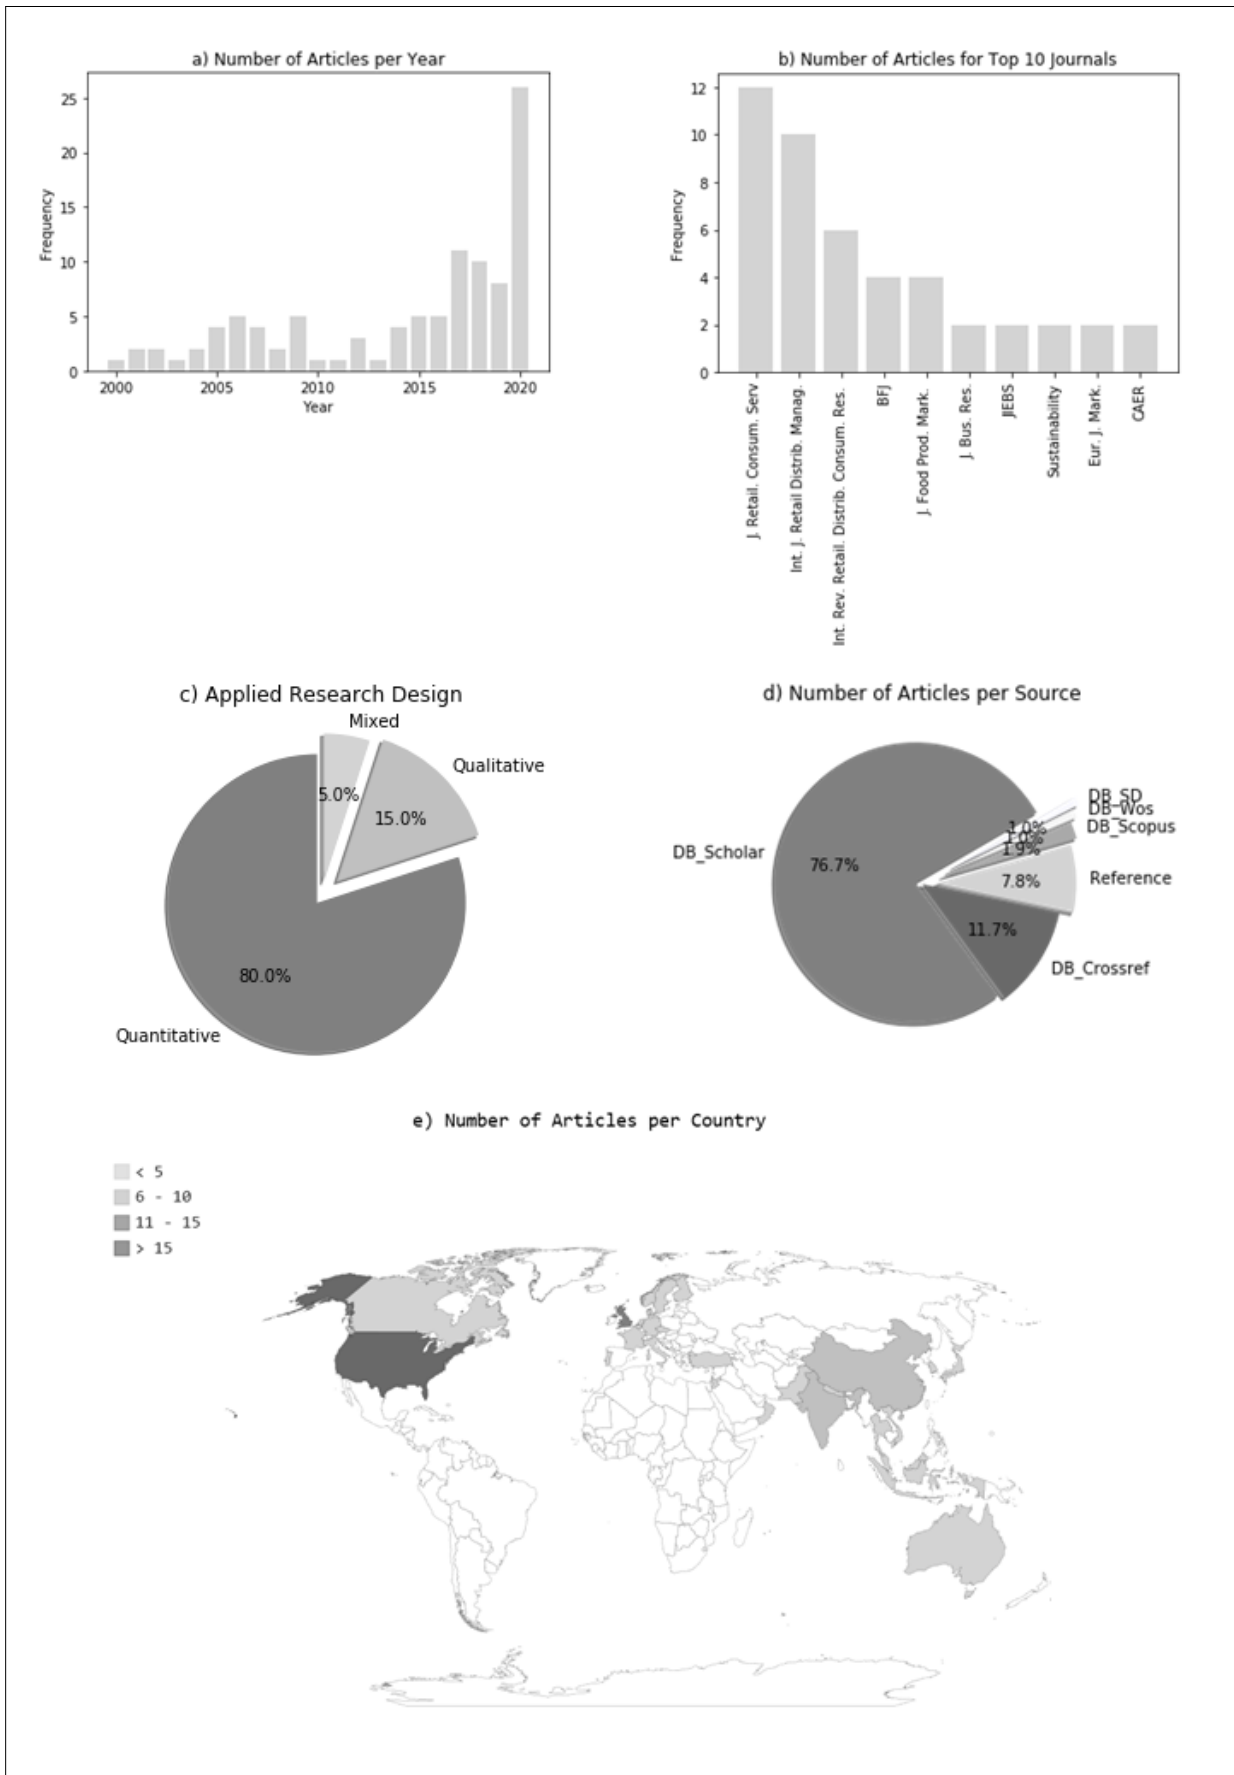 a) Number of Articles per Year
25
20
15
10
5
0
Frequency
2000
2005
2010
2015
2020
Year
b) Number of Articles for Top 10 Journals
12
10
8
6
4
2
0
Frequency
J. Retail. Consum. Serv
Int. J. Retail Distrib. Manag.
Int. Rev. Retail. Distrib. Consum. Res.
BFJ
J. Food Prod. Mark.
J. Bus. Res.
JIEBS
Sustainability
Eur. J. Mark.
CAER
c) Applied Research Design
Mixed
Qualitative
5.0%
15.0%
80.0%
Quantitative
d) Number of Articles per Source
DB_SD
DB_Wos
DB_Scopus
1.0%
1.0%
1.9%
DB_Scholar
76.7%
7.8%
Reference
11.7%
DB_Crossref
e) Number of Articles per Country
< 5
6 - 10
11 - 15
> 15